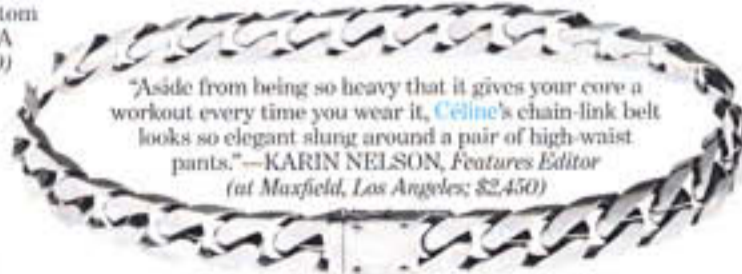 tom
A
)
"Aside from being so heavy that it gives your core a
workout every time you wear it, Céline's chain-link belt
looks so elegant slung around a pair of high-waist
pants."—KARIN NELSON, Features Editor
(at Maxfield, Los Angeles; $2,450)